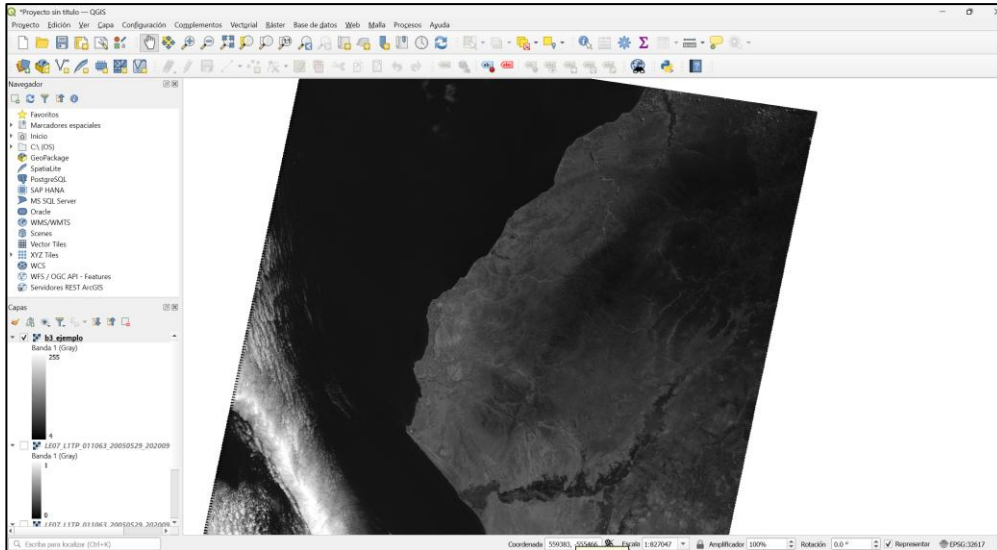 *Proyecto sin título — QGIS
Proyecto Edición Ver Capa Configuración Complementos Vectorial Ráster Base de datos Web Malla Procesos Ayuda
Navegador
Favoritos
Marcadores espaciales
Inicio
C:\ (OS)
GeoPackage
SpatiaLite
PostgreSQL
SAP HANA
MS SQL Server
Oracle
WMS/WMTS
Scenes
Vector Tiles
XYZ Tiles
WCS
WFS / OGC API - Features
Servidores REST ArcGIS
Capas
b3_ejemplo
Banda 1 (Gray)
255
4
LE07_L1TP_011063_20050529_202009
Banda 1 (Gray)
1
0
LE07_L1TP_011063_20050529_202009
Escriba para localizar (Ctrl+K)
Coordenada 559383, -555466 Escala 1:827047 Amplificador 100% Rotación 0.0 ° Representar EPSG:32617